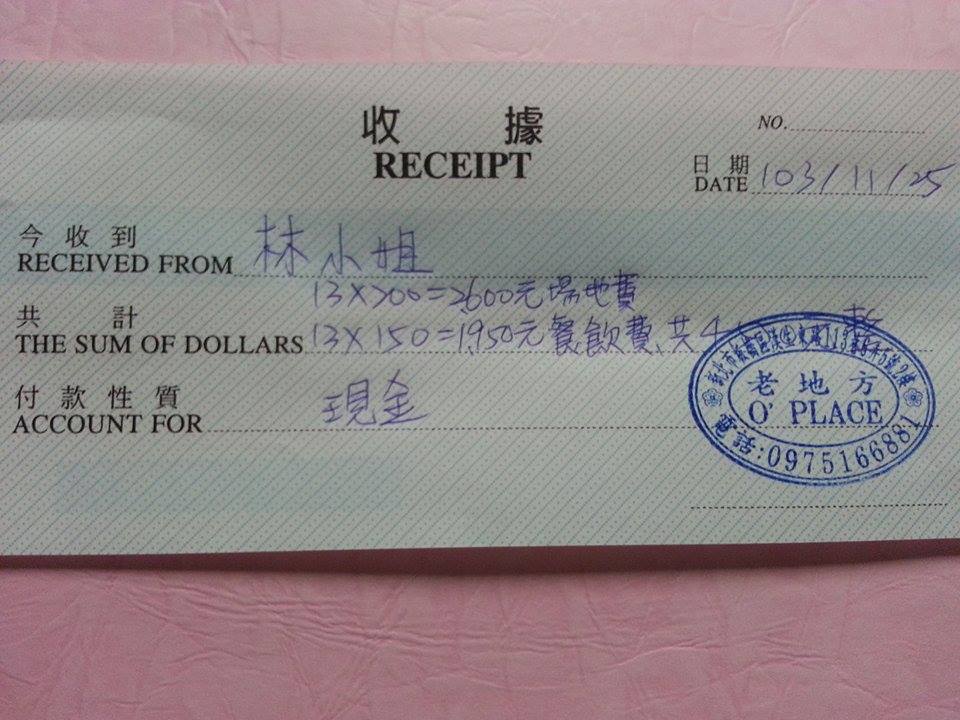 收據
RECEIPT
NO.
日期
DATE 103/11/25
今收到
RECEIVED FROM 林小姐
13×200=2600元場地費
共計
THE SUM OF DOLLARS 13×150=1,950元餐飲費,共4
付款性質
ACCOUNT FOR 現金
新北市
老地方
O' PLACE
電話:0975166881